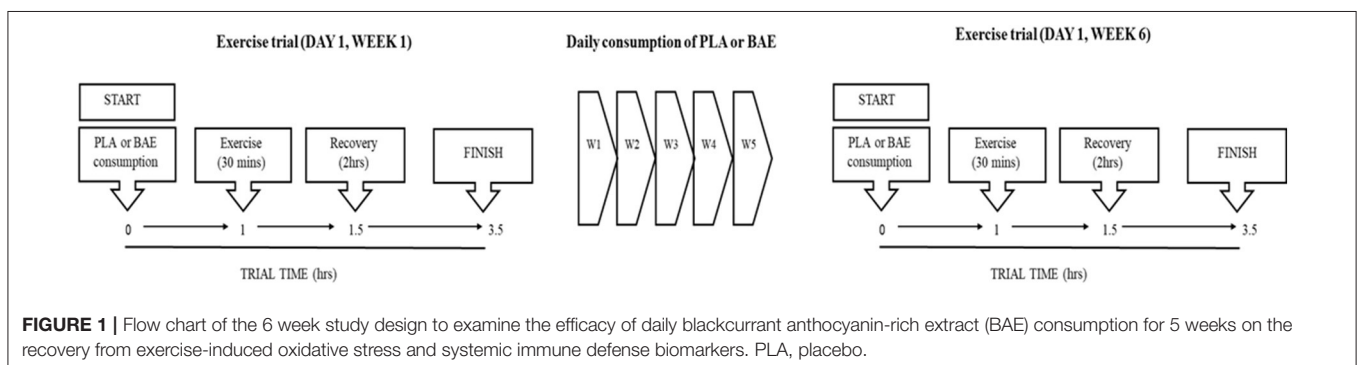 Exercise trial (DAY 1, WEEK 1)
START
PLA or BAE
consumption
Exercise
(30 mins)
Recovery
(2hrs)
FINISH
0
1
1.5
3.5
TRIAL TIME (hrs)
Daily consumption of PLA or BAE
W1
W2
W3
W4
W5
Exercise trial (DAY 1, WEEK 6)
START
PLA or BAE
consumption
Exercise
(30 mins)
Recovery
(2hrs)
FINISH
0
1
1.5
3.5
TRIAL TIME (hrs)
FIGURE 1 | Flow chart of the 6 week study design to examine the efficacy of daily blackcurrant anthocyanin-rich extract (BAE) consumption for 5 weeks on the
recovery from exercise-induced oxidative stress and systemic immune defense biomarkers. PLA, placebo.